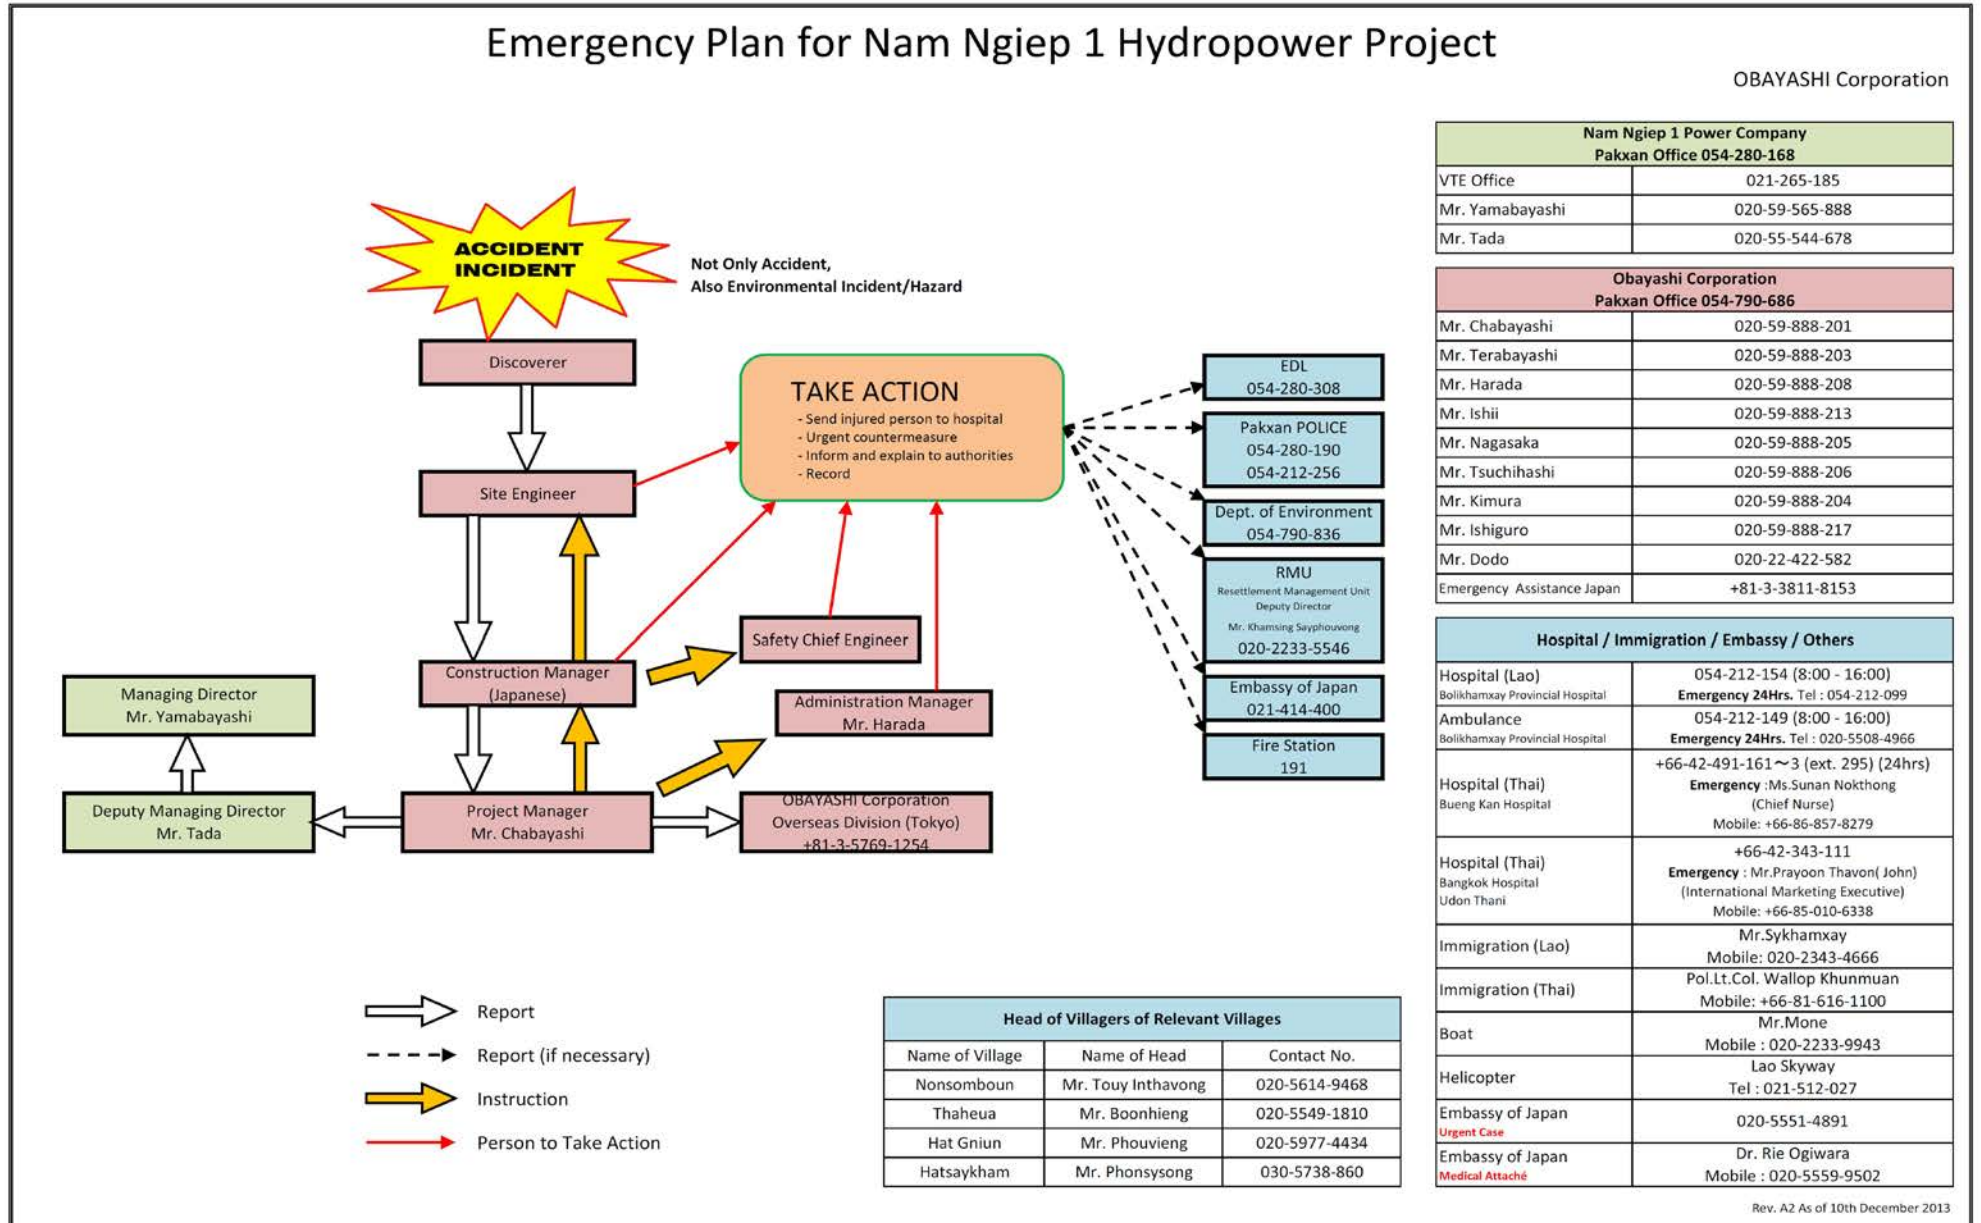 Emergency Plan for Nam Ngiep 1 Hydropower Project
OBAYASHI Corporation
ACCIDENT
INCIDENT
Not Only Accident,
Also Environmental Incident/Hazard
Discoverer
Site Engineer
Construction Manager
(Japanese)
Project Manager
Mr. Chabayashi
Managing Director
Mr. Yamabayashi
Deputy Managing Director
Mr. Tada
OBAYASHI Corporation
Overseas Division (Tokyo)
+81-3-5769-1254
Safety Chief Engineer
Administration Manager
Mr. Harada
TAKE ACTION
- Send injured person to hospital
- Urgent countermeasure
- Inform and explain to authorities
- Record
EDL
054-280-308
Pakxan POLICE
054-280-190
054-212-256
Dept. of Environment
054-790-836
RMU
Resettlement Management Unit
Deputy Director
Mr. Khamsing Sayphouvong
020-2233-5546
Embassy of Japan
021-414-400
Fire Station
191
Report
Report (if necessary)
Instruction
Person to Take Action
Head of Villagers of Relevant Villages
Name of Village Name of Head Contact No.
Nonsomboun Mr. Touy Inthavong 020-5614-9468
Thaheua Mr. Boonhieng 020-5549-1810
Hat Gniun Mr. Phouvieng 020-5977-4434
Hatsaykham Mr. Phonsysong 030-5738-860
Nam Ngiep 1 Power Company
Pakxan Office 054-280-168
VTE Office 021-265-185
Mr. Yamabayashi 020-59-565-888
Mr. Tada 020-55-544-678
Obayashi Corporation
Pakxan Office 054-790-686
Mr. Chabayashi 020-59-888-201
Mr. Terabayashi 020-59-888-203
Mr. Harada 020-59-888-208
Mr. Ishii 020-59-888-213
Mr. Nagasaka 020-59-888-205
Mr. Tsuchihashi 020-59-888-206
Mr. Kimura 020-59-888-204
Mr. Ishiguro 020-59-888-217
Mr. Dodo 020-22-422-582
Emergency Assistance Japan +81-3-3811-8153
Hospital / Immigration / Embassy / Others
Hospital (Lao) 054-212-154 (8:00 - 16:00)
Bolikhamxay Provincial Hospital Emergency 24Hrs. Tel : 054-212-099
Ambulance 054-212-149 (8:00 - 16:00)
Bolikhamxay Provincial Hospital Emergency 24Hrs. Tel : 020-5508-4966
Hospital (Thai)
Bueng Kan Hospital
+66-42-491-161～3 (ext. 295) (24hrs)
Emergency :Ms.Sunan Nokthong
(Chief Nurse)
Mobile: +66-86-857-8279
Hospital (Thai)
Bangkok Hospital
Udon Thani
+66-42-343-111
Emergency : Mr.Prayoon Thavon( John)
(International Marketing Executive)
Mobile: +66-85-010-6338
Immigration (Lao)
Mr.Sykhamxay
Mobile: 020-2343-4666
Immigration (Thai)
Pol.Lt.Col. Wallop Khunmuan
Mobile: +66-81-616-1100
Boat
Mr.Mone
Mobile : 020-2233-9943
Helicopter
Lao Skyway
Tel : 021-512-027
Embassy of Japan
Urgent Case
020-5551-4891
Embassy of Japan
Medical Attaché
Dr. Rie Ogiwara
Mobile : 020-5559-9502
Rev. A2 As of 10th December 2013